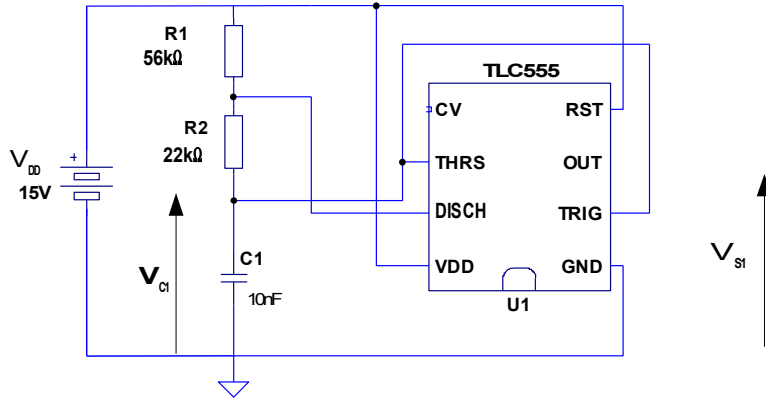 R1
56kΩ
TLC555
CV
RST
R2
22kΩ
V DD
+
15V
THRS
OUT
DISCH
TRIG
V C1
C1
10nF
VDD
GND
U1
V S1